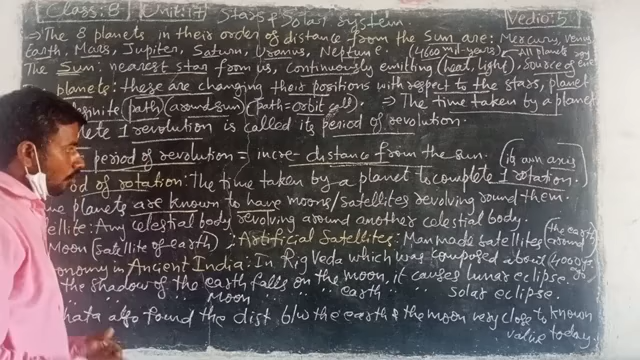 Class: 8 Unit: 17 Stars & Solar System. Vedio: 5
→ The 8 planets in their order of distance from the Sun are: Mercury, Venus
Earth, Mars, Jupiter, Saturn, Uranus, Neptune. (4600 mil years) All planets
The Sun: nearest star from us, continuously emitting (heat, light), source of
planets: these are changing their positions with respect to the stars, planet
definite (path) (around sun) (path = orbit call) ⇒ The time taken by a planet
1 revolution is called its period of revolution.
period of revolution = incre- distance from the sun. (its own axis
of rotation: The time taken by a planet to complete 1 rotation.)
planets are known to have moons/satellites revolving round them.
Any celestial body revolving around another celestial body.
Moon (satellite of earth) ; Artificial Satellites: Man made satellites (the earth) around
Ancient India: In Rig Veda which was composed about (4000 yrs ago)
the shadow of the earth falls on the moon, it causes lunar eclipse.
" " " Moon " " " earth " " Solar eclipse.
also found the dist b/w the earth & the moon very close to known
value today.